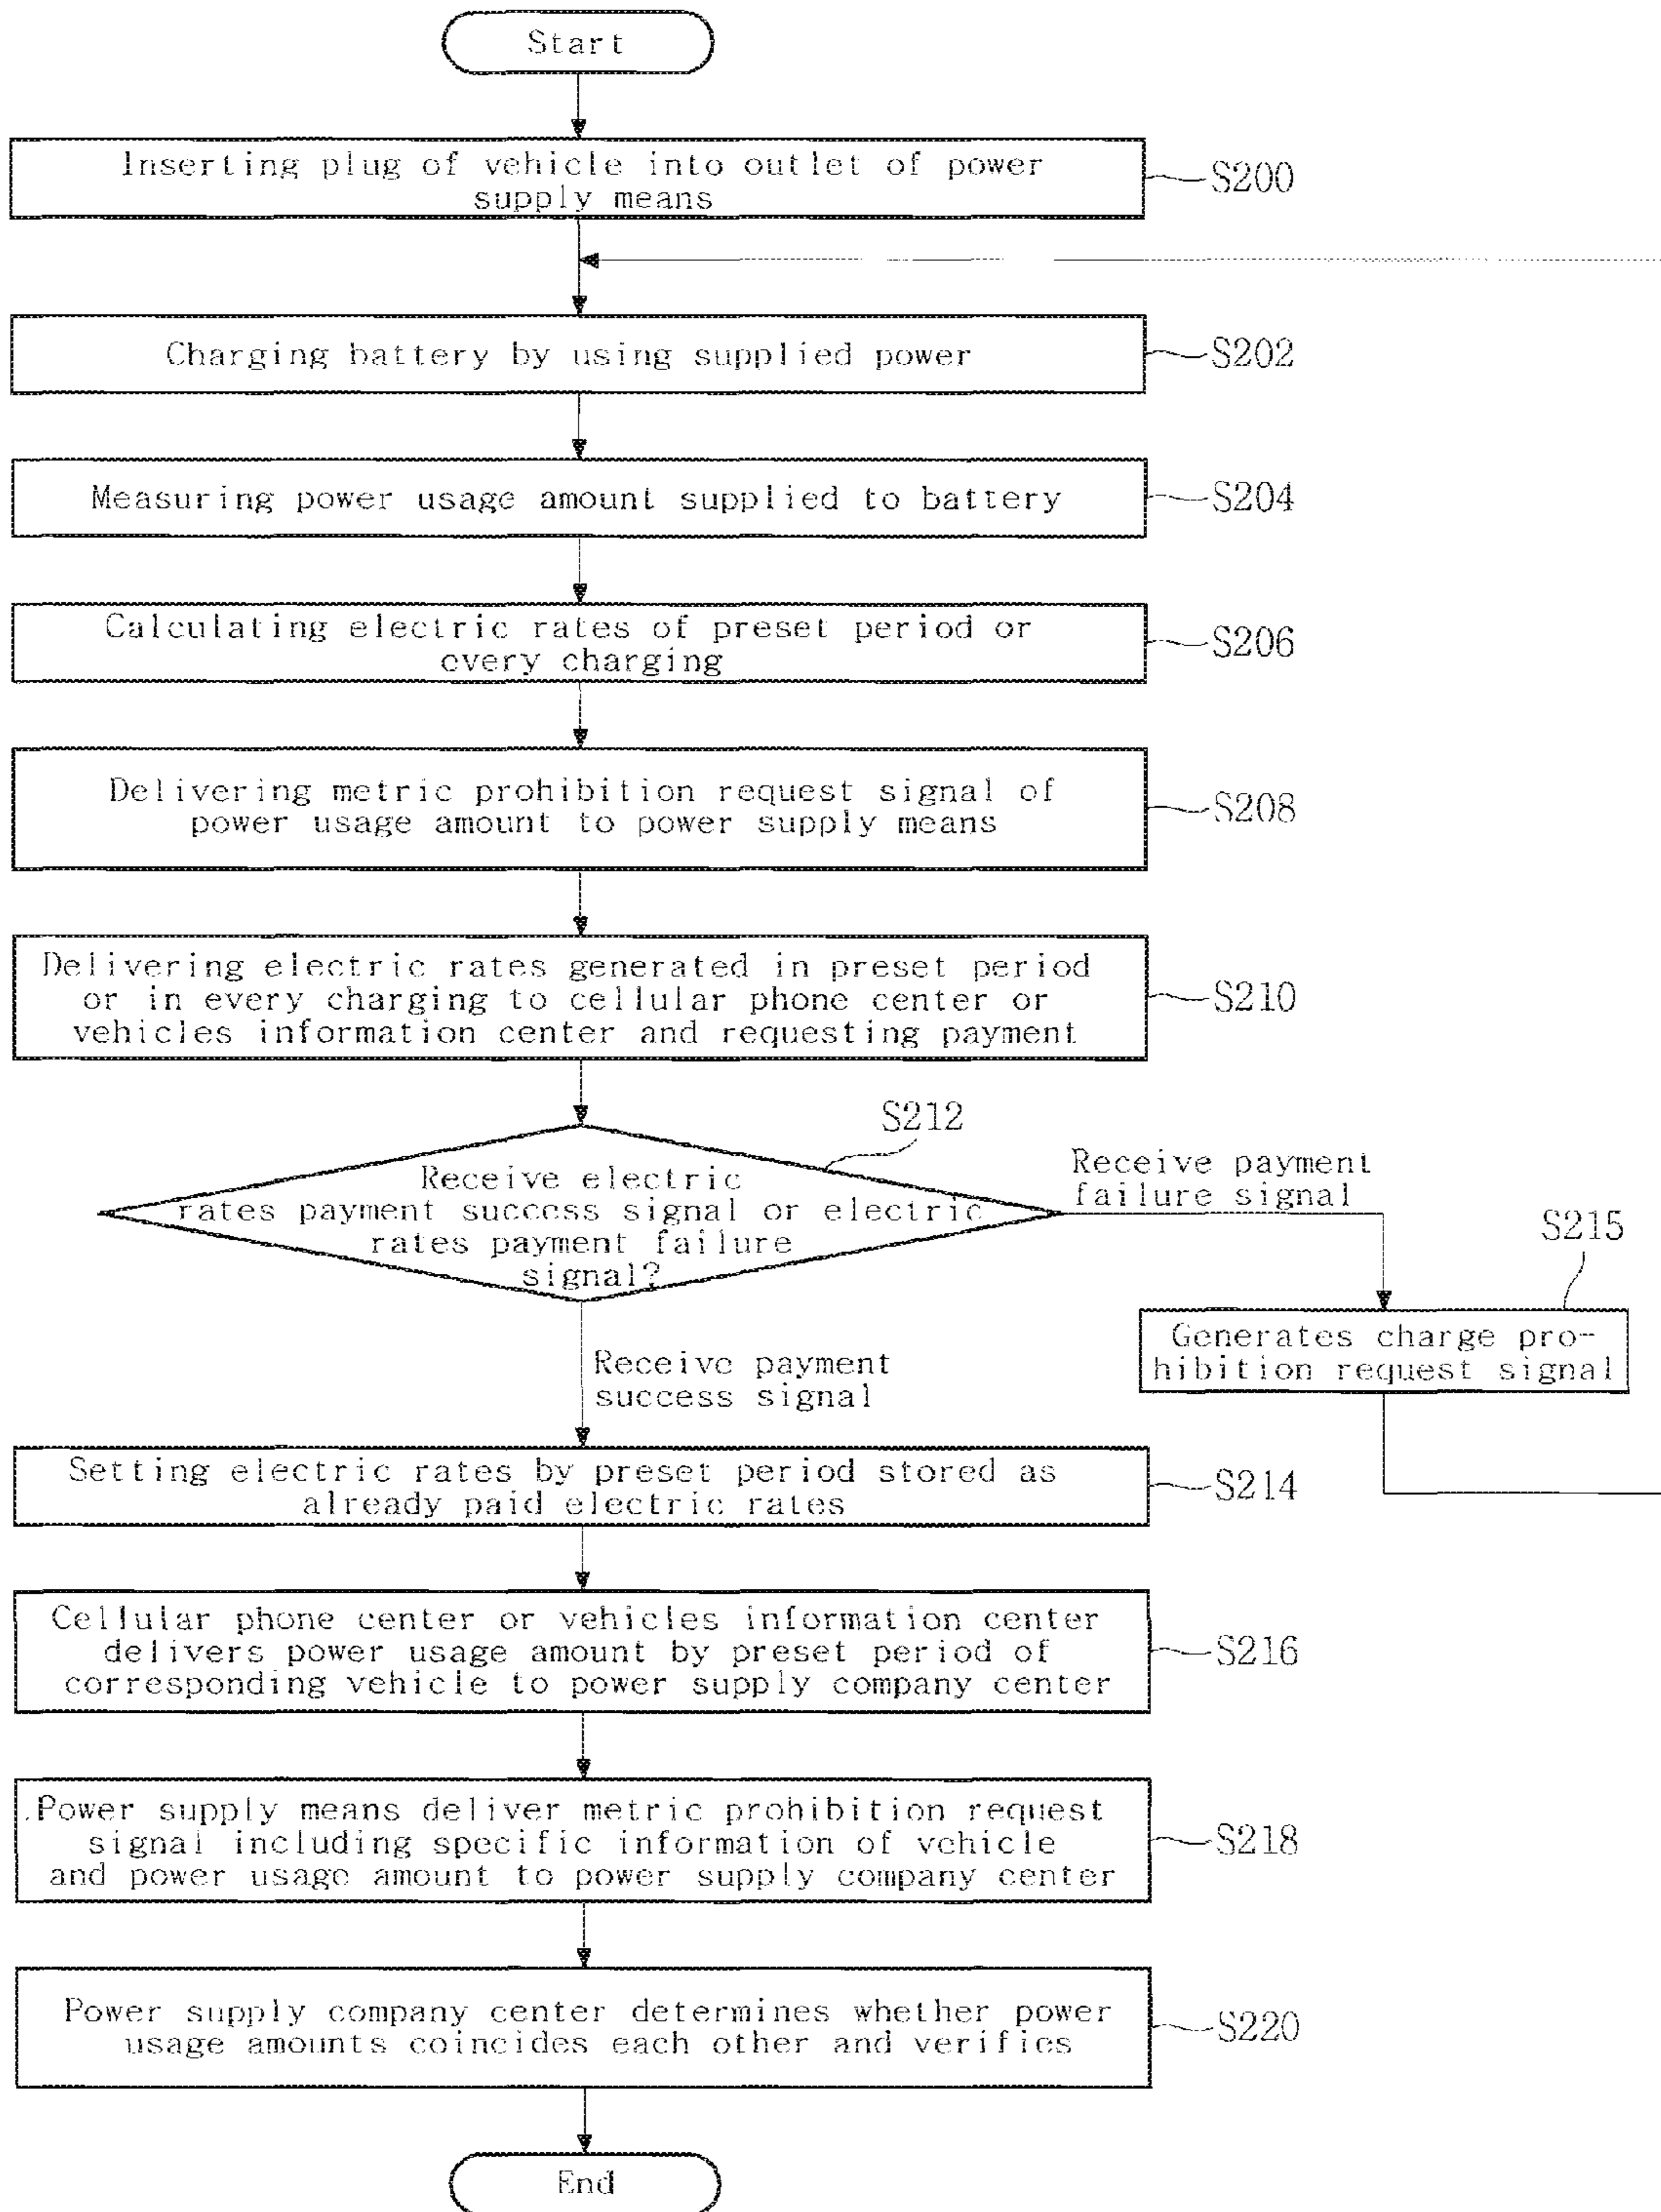 Start
Inserting plug of vehicle into outlet of power
supply means
S200
Charging battery by using supplied power
S202
Measuring power usage amount supplied to battery
S204
Calculating electric rates of preset period or
every charging
S206
Delivering metric prohibition request signal of
power usage amount to power supply means
S208
Delivering electric rates generated in preset period
or in every charging to cellular phone center or
vehicles information center and requesting payment
S210
S212
Receive electric
rates payment success signal or electric
rates payment failure
signal?
Receive payment
failure signal
S215
Generates charge pro-
hibition request signal
Receive payment
success signal
Setting electric rates by preset period stored as
already paid electric rates
S214
Cellular phone center or vehicles information center
delivers power usage amount by preset period of
corresponding vehicle to power supply company center
S216
Power supply means deliver metric prohibition request
signal including specific information of vehicle
and power usage amount to power supply company center
S218
Power supply company center determines whether power
usage amounts coincides each other and verifies
S220
End